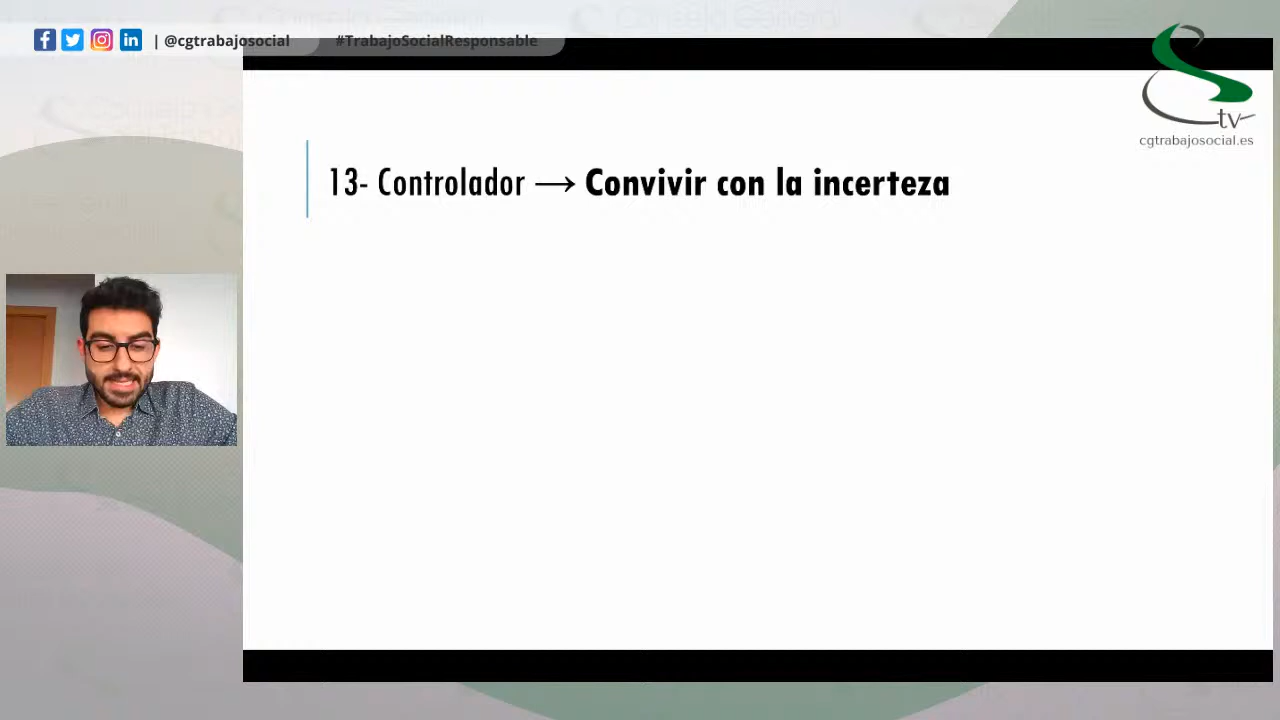 | @cgtrabajosocial
#TrabajoSocialResponsable
tv
cgtrabajosocial.es
13- Controlador → Convivir con la incerteza